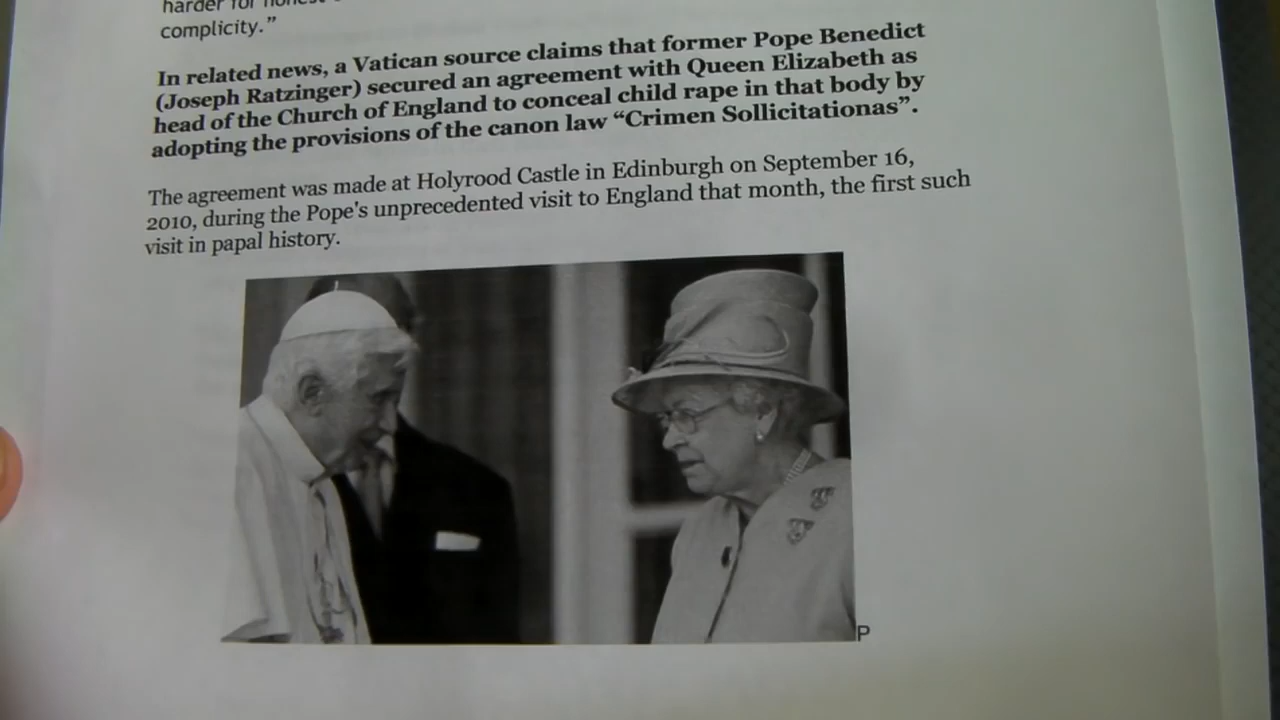 harder for honest
complicity.”
In related news, a Vatican source claims that former Pope Benedict
(Joseph Ratzinger) secured an agreement with Queen Elizabeth as
head of the Church of England to conceal child rape in that body by
adopting the provisions of the canon law “Crimen Sollicitationas”.
The agreement was made at Holyrood Castle in Edinburgh on September 16,
2010, during the Pope's unprecedented visit to England that month, the first such
visit in papal history.
P